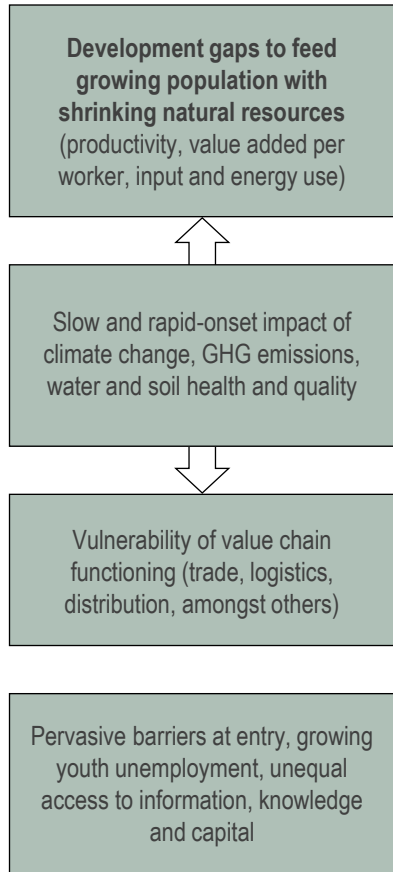 Development gaps to feed
growing population with
shrinking natural resources
(productivity, value added per
worker, input and energy use)
Slow and rapid-onset impact of
climate change, GHG emissions,
water and soil health and quality
Vulnerability of value chain
functioning (trade, logistics,
distribution, amongst others)
Pervasive barriers at entry, growing
youth unemployment, unequal
access to information, knowledge
and capital